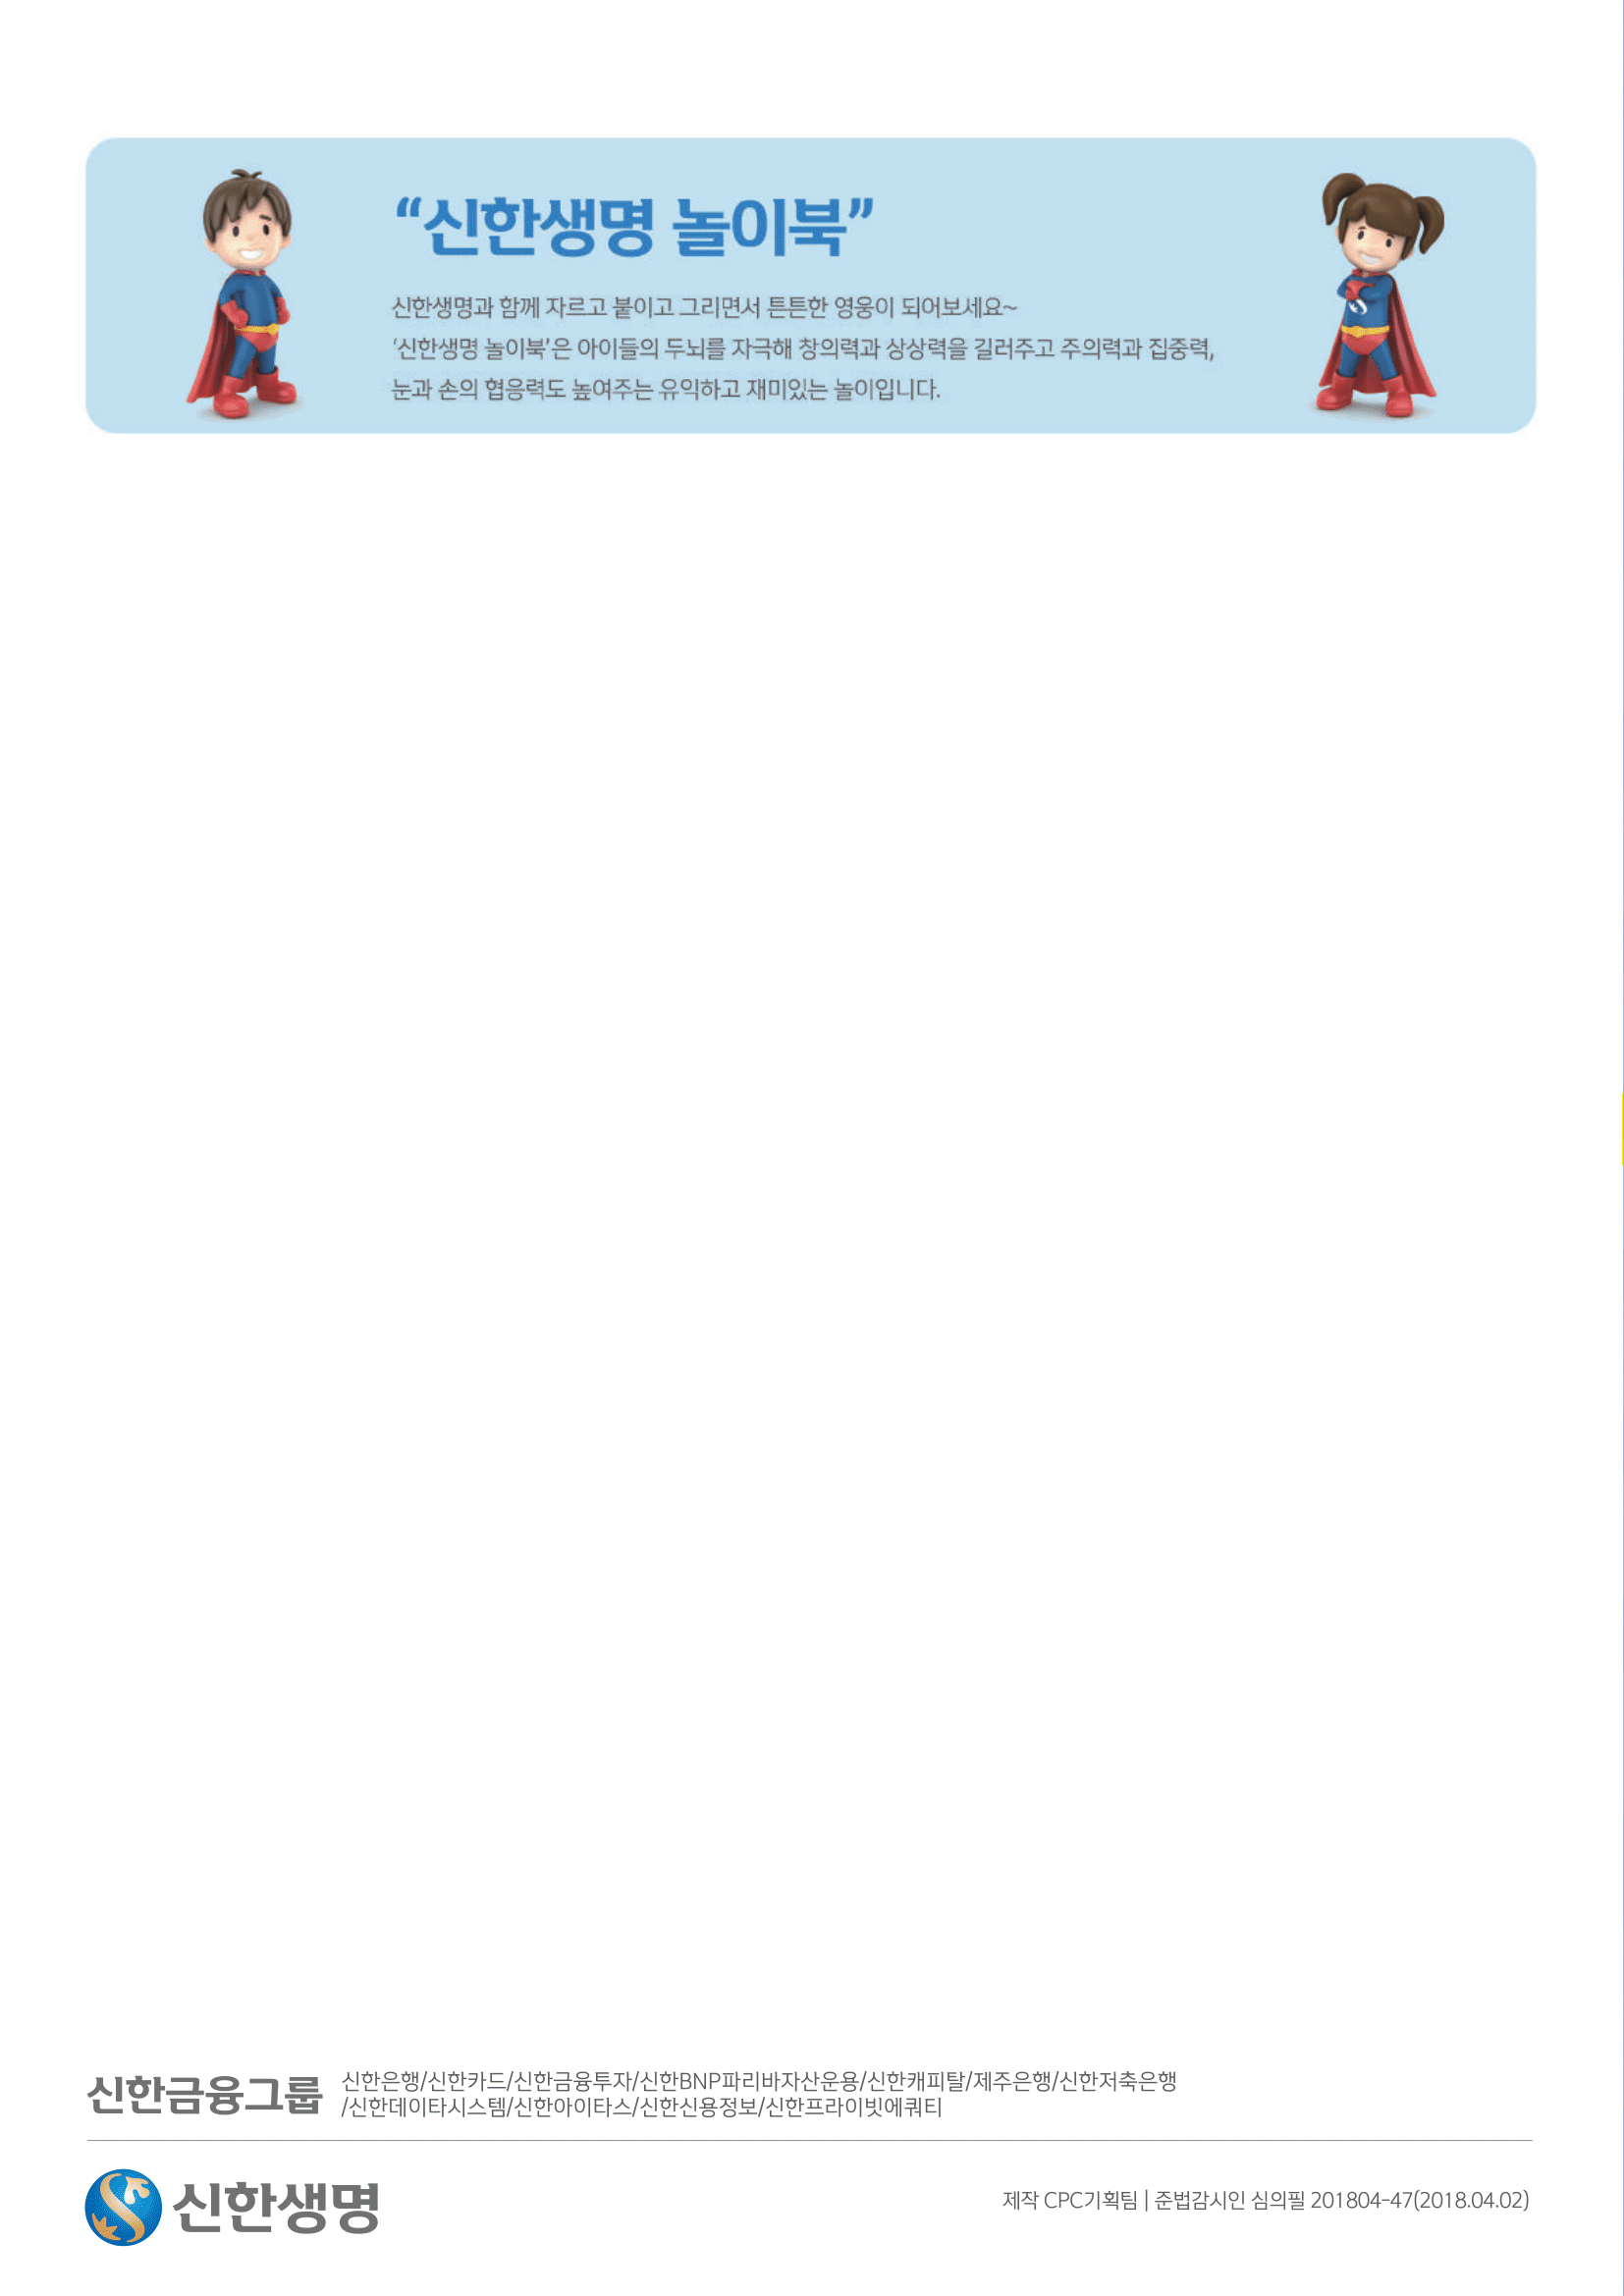 “신한생명 놀이북”
신한생명과 함께 자르고 붙이고 그리면서 튼튼한 영웅이 되어보세요~
‘신한생명 놀이북’은 아이들의 두뇌를 자극해 창의력과 상상력을 길러주고 주의력과 집중력,
눈과 손의 협응력도 높여주는 유익하고 재미있는 놀이입니다.
신한금융그룹
신한은행/신한카드/신한금융투자/신한BNP파리바자산운용/신한캐피탈/제주은행/신한저축은행
/신한데이타시스템/신한아이타스/신한신용정보/신한프라이빗에쿼티
신한생명
제작 CPC기획팀 | 준법감시인 심의필 201804-47(2018.04.02)